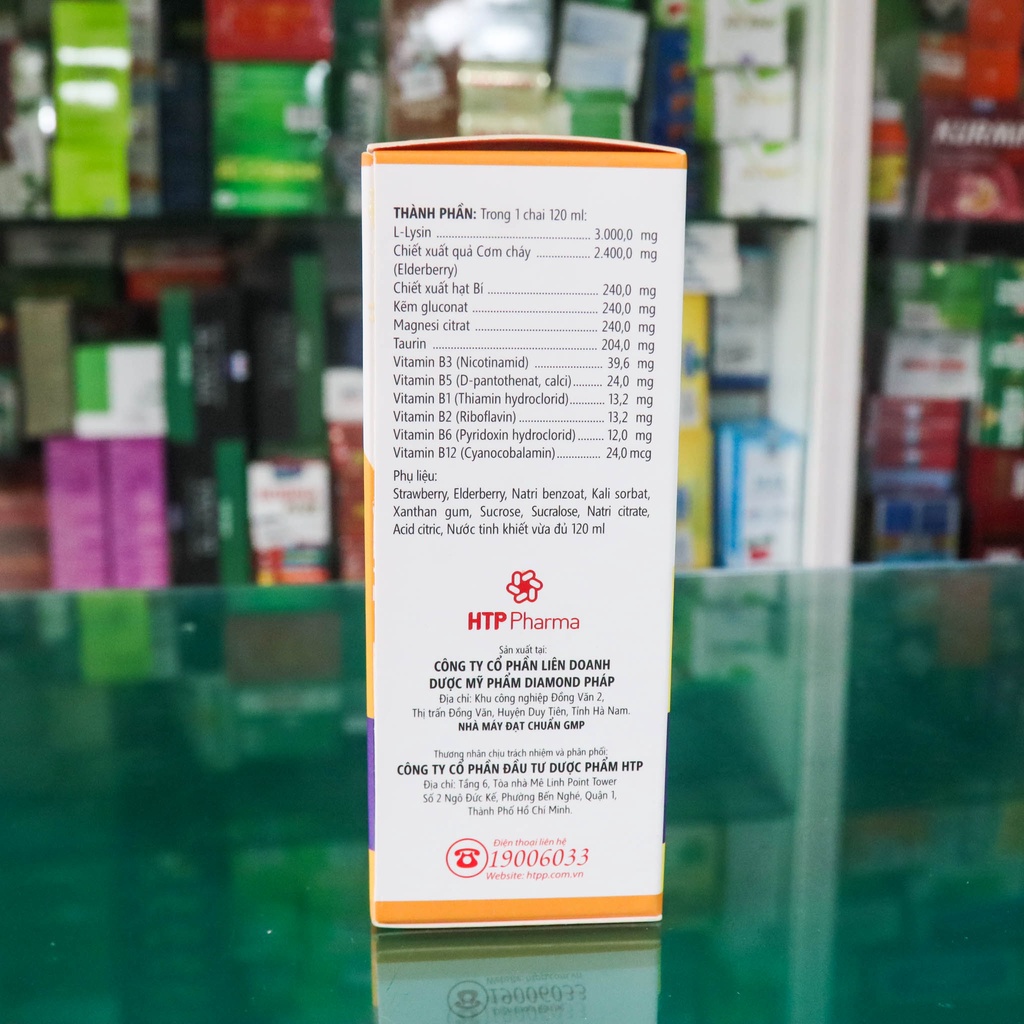 THÀNH PHẦN: Trong 1 chai 120 ml:
L-Lysin ........................................... 3.000,0 mg
Chiết xuất quả Cơm cháy ............... 2.400,0 mg
(Elderberry)
Chiết xuất hạt Bí .............................. 240,0 mg
Kẽm gluconat ................................... 240,0 mg
Magnesi citrat ................................. 240,0 mg
Taurin .............................................. 204,0 mg
Vitamin B3 (Nicotinamid) ................... 39,6 mg
Vitamin B5 (D-pantothenat, calci).......... 24,0 mg
Vitamin B1 (Thiamin hydroclorid)........... 13,2 mg
Vitamin B2 (Riboflavin) ....................... 13,2 mg
Vitamin B6 (Pyridoxin hydroclorid)........ 12,0 mg
Vitamin B12 (Cyanocobalamin)............. 24,0 mcg
Phụ liệu:
Strawberry, Elderberry, Natri benzoat, Kali sorbat,
Xanthan gum, Sucrose, Sucralose, Natri citrate,
Acid citric, Nước tinh khiết vừa đủ 120 ml
HTP Pharma
Sản xuất tại:
CÔNG TY CỔ PHẦN LIÊN DOANH
DƯỢC MỸ PHẨM DIAMOND PHÁP
Địa chỉ: Khu công nghiệp Đồng Văn 2,
Thị trấn Đồng Văn, Huyện Duy Tiên, Tỉnh Hà Nam.
NHÀ MÁY ĐẠT CHUẨN GMP
Thương nhân chịu trách nhiệm và phân phối:
CÔNG TY CỔ PHẦN ĐẦU TƯ DƯỢC PHẨM HTP
Địa chỉ: Tầng 6, Tòa nhà Mê Linh Point Tower
Số 2 Ngô Đức Kế, Phường Bến Nghé, Quận 1,
Thành Phố Hồ Chí Minh.
Điện thoại liên hệ
19006033
Website: htpp.com.vn